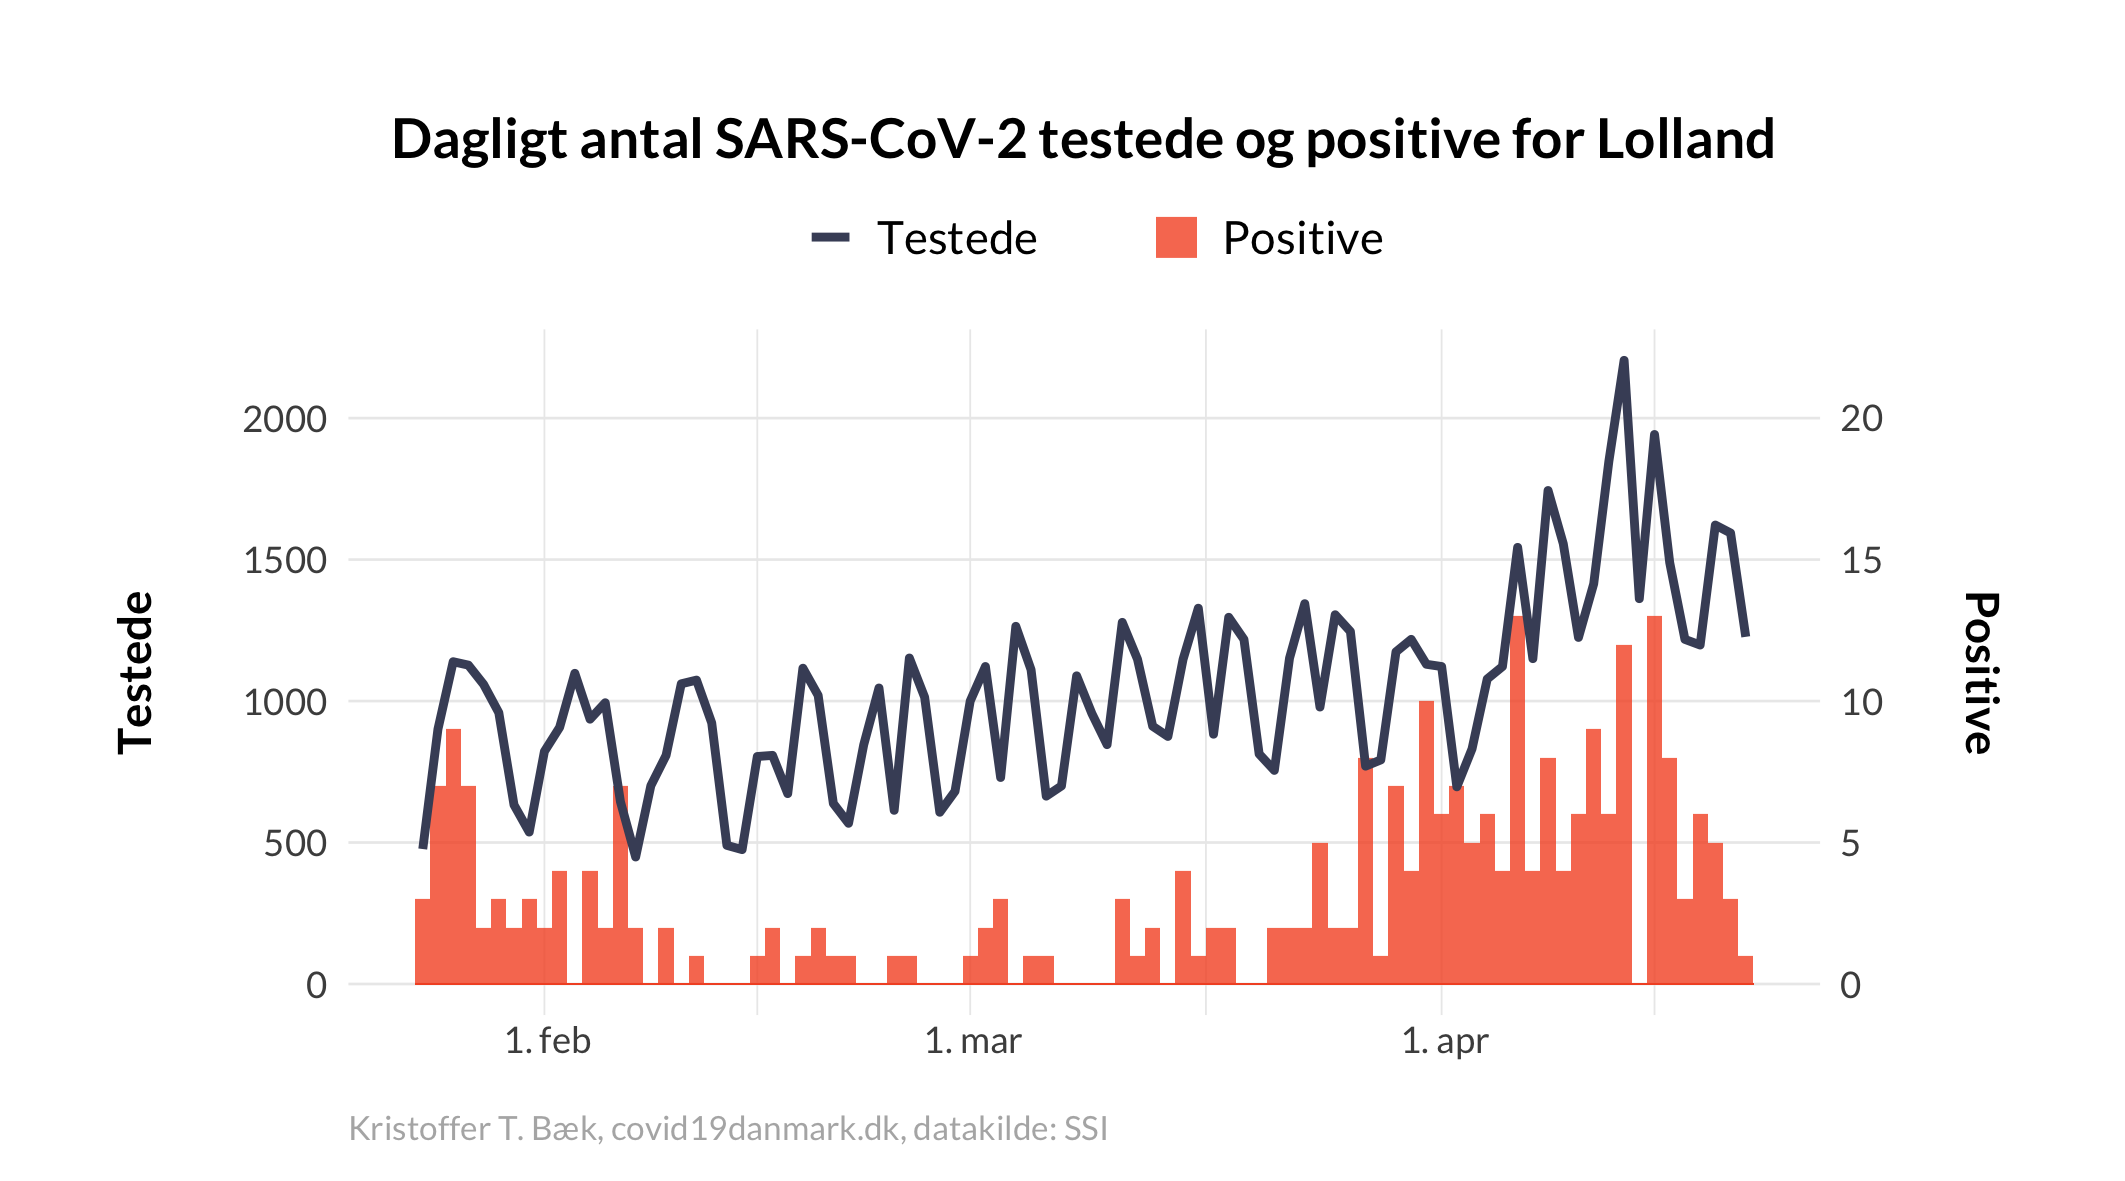 Dagligt antal SARS-CoV-2 testede og positive for Lolland
Testede
Positive
2000
1500
1000
500
0
20
15
10
5
0
Testede
Positive
1. feb
1. mar
1. apr
Kristoffer T. Bæk, covid19danmark.dk, datakilde: SSI